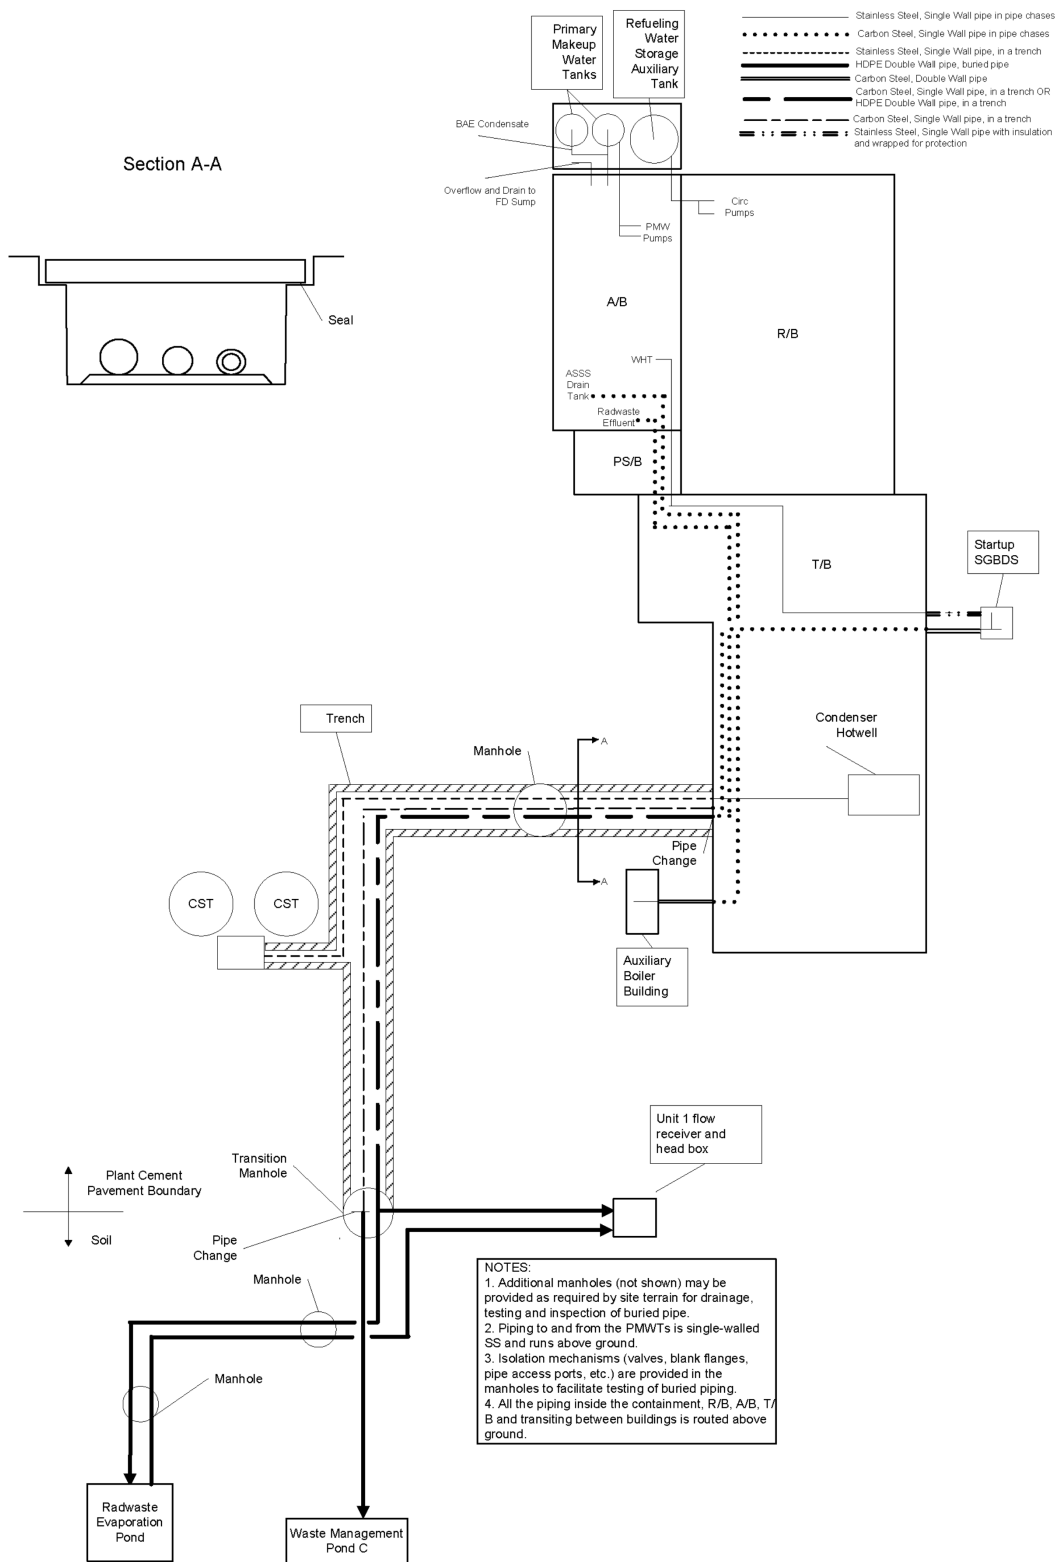 Stainless Steel, Single Wall pipe in pipe chases
Carbon Steel, Single Wall pipe in pipe chases
Stainless Steel, Single Wall pipe, in a trench
HDPE Double Wall pipe, buried pipe
Carbon Steel, Double Wall pipe
Carbon Steel, Single Wall pipe, in a trench OR
HDPE Double Wall pipe, in a trench
Carbon Steel, Single Wall pipe, in a trench
Stainless Steel, Single Wall pipe with insulation
and wrapped for protection
Primary
Makeup
Water
Tanks
Refueling
Water
Storage
Auxiliary
Tank
BAE Condensate
Section A-A
Overflow and Drain to
FD Sump
Circ
Pumps
PMW
Pumps
Seal
A/B
R/B
WHT
ASSS
Drain
Tank
Radwaste
Effluent
PS/B
T/B
Startup
SGBDS
Trench
Manhole
A
Condenser
Hotwell
Pipe
Change
A
CST
CST
Auxiliary
Boiler
Building
Unit 1 flow
receiver and
head box
Transition
Manhole
Plant Cement
Pavement Boundary
Soil
Pipe
Change
Manhole
NOTES:
1. Additional manholes (not shown) may be
provided as required by site terrain for drainage,
testing and inspection of buried pipe.
2. Piping to and from the PMWTs is single-walled
SS and runs above ground.
3. Isolation mechanisms (valves, blank flanges,
pipe access ports, etc.) are provided in the
manholes to facilitate testing of buried piping.
4. All the piping inside the containment, R/B, A/B, T/
B and transiting between buildings is routed above
ground.
Manhole
Radwaste
Evaporation
Pond
Waste Management
Pond C